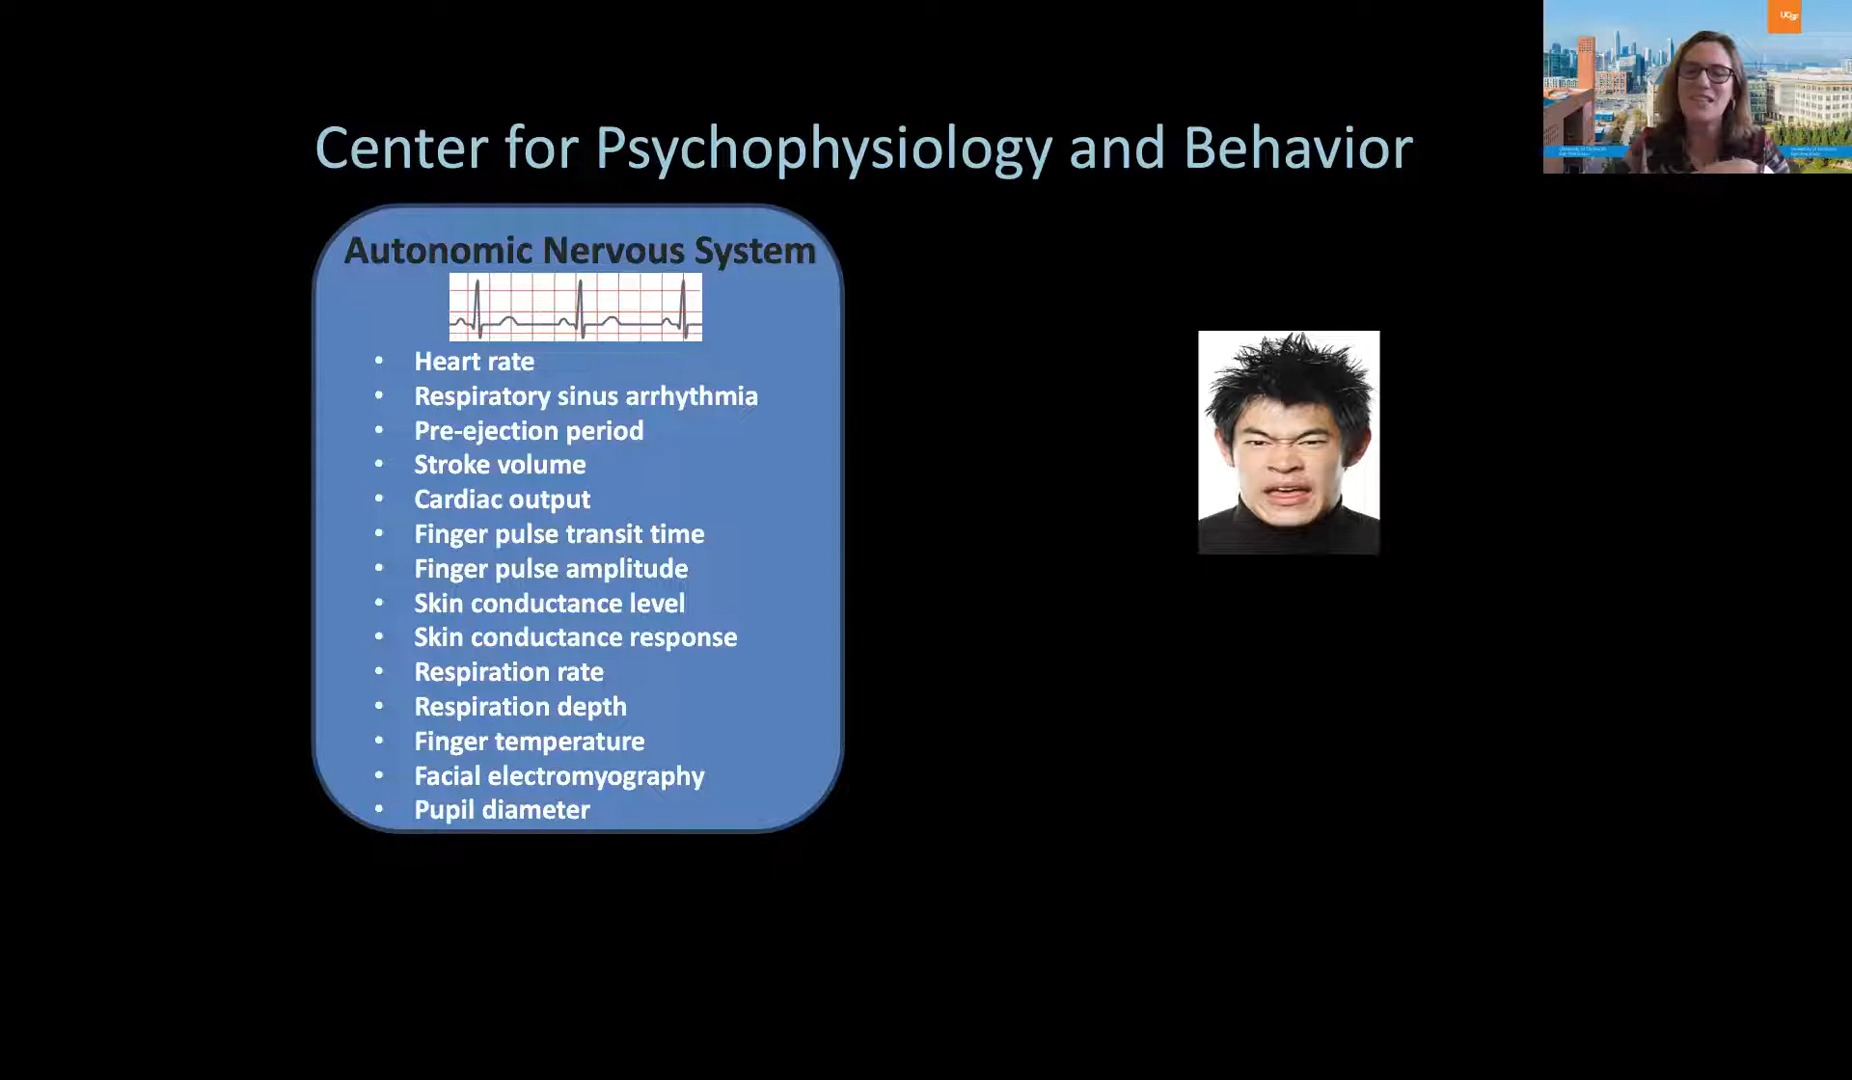 UCSF
Center for Psychophysiology and Behavior
Autonomic Nervous System
• Heart rate
• Respiratory sinus arrhythmia
• Pre-ejection period
• Stroke volume
• Cardiac output
• Finger pulse transit time
• Finger pulse amplitude
• Skin conductance level
• Skin conductance response
• Respiration rate
• Respiration depth
• Finger temperature
• Facial electromyography
• Pupil diameter